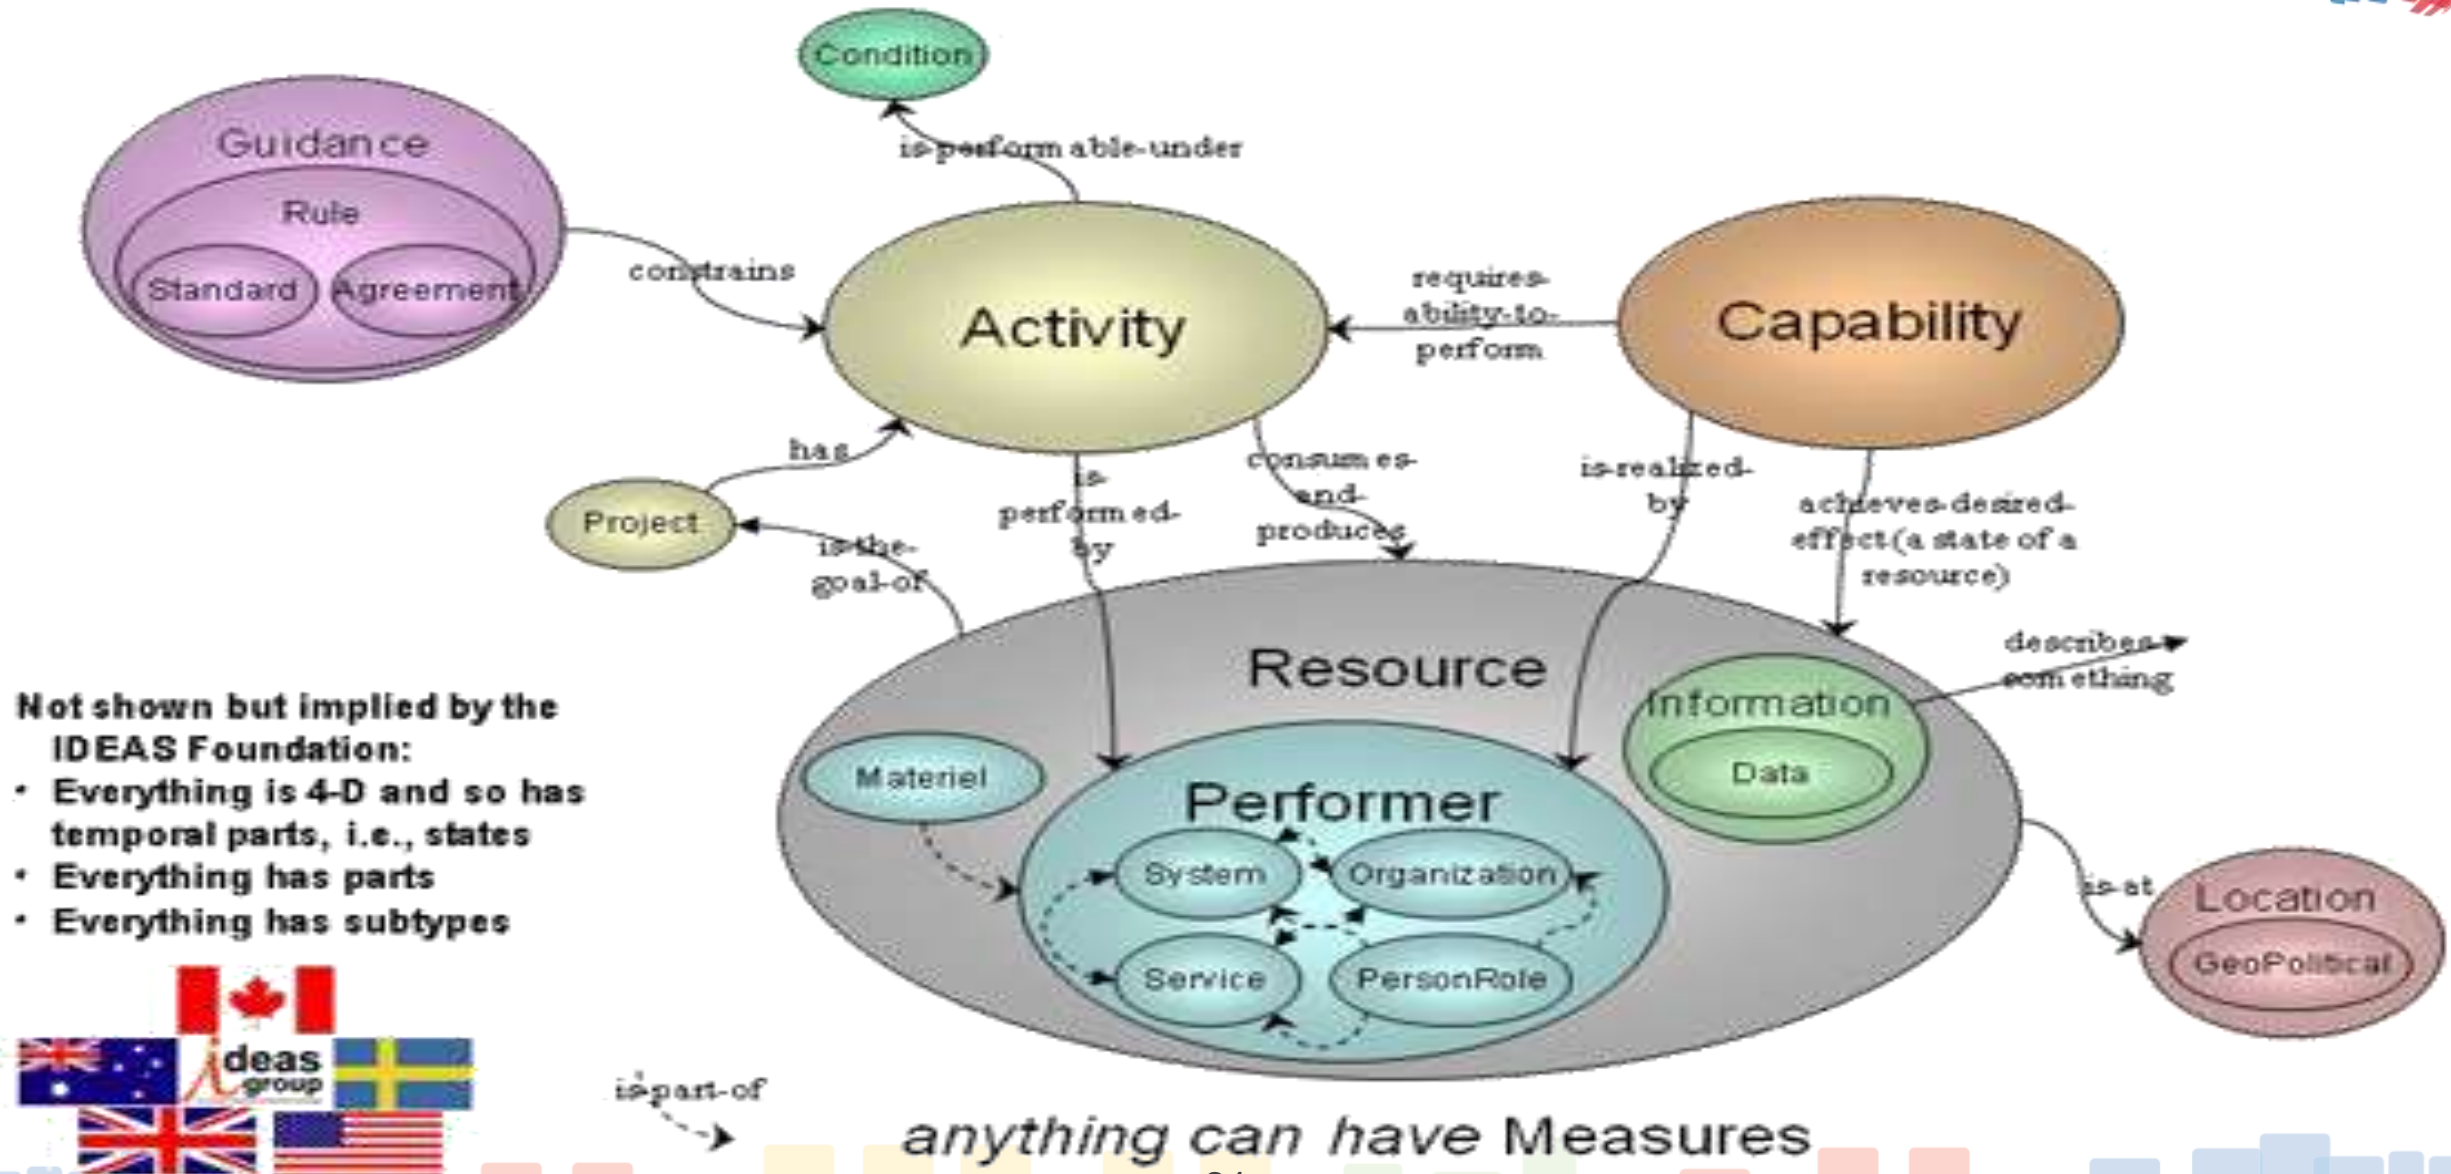 Condition
is-performable-under
Guidance
Rule
Standard
Agreement
constrains
Activity
requires-
ability-to-
perform
Capability
has
Project
is-the-
goal-of
is-
performed-
by
consumes-
and-
produces
is-realized-
by
achieves-desired-
effect (a state of a
resource)
describes-
something
Resource
Information
Data
Materiel
Performer
System
Organization
Service
PersonRole
is-at
Location
GeoPolitical
Not shown but implied by the
IDEAS Foundation:
• Everything is 4-D and so has
temporal parts, i.e., states
• Everything has parts
• Everything has subtypes
ideas
group
is-part-of
anything can have Measures